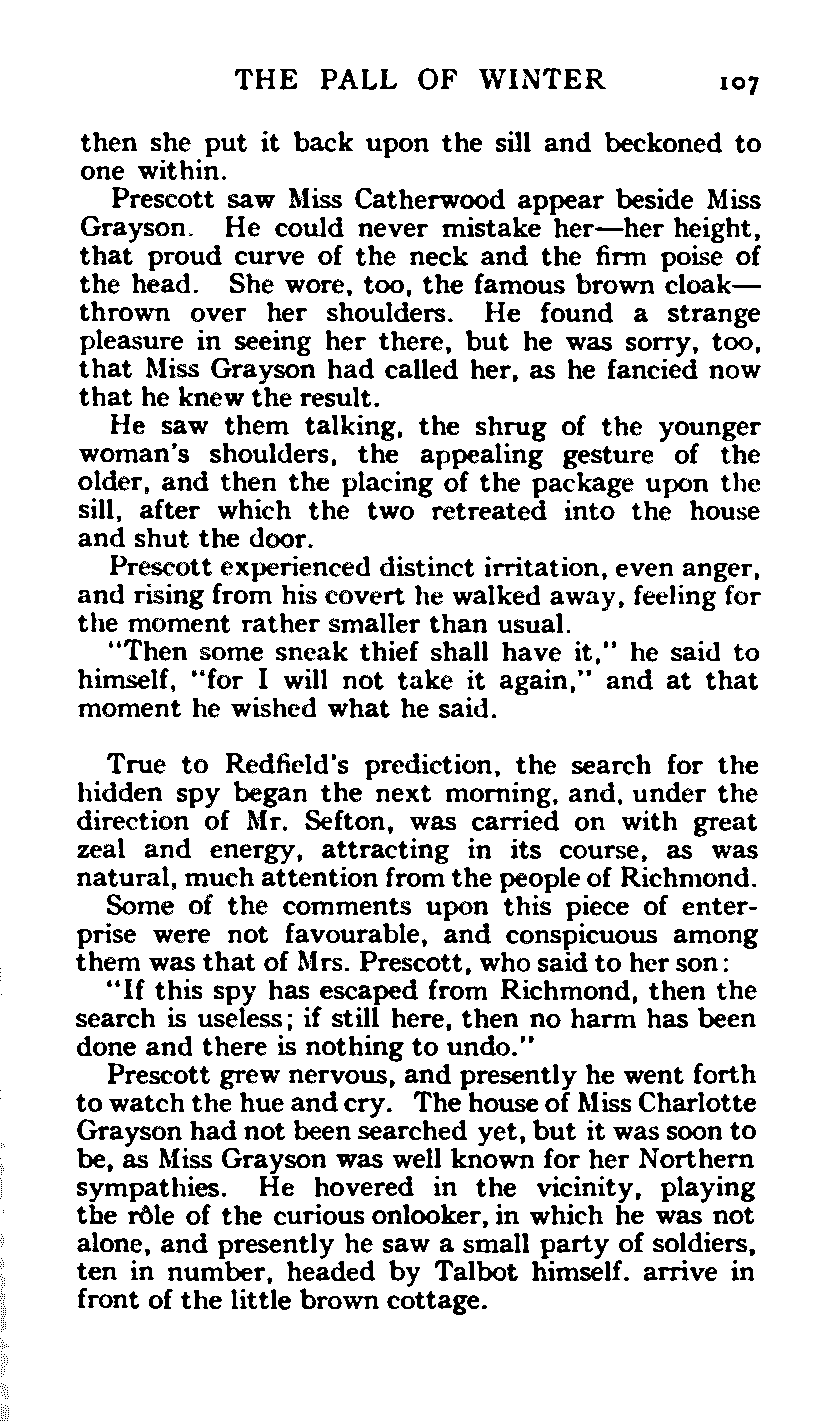 THE PALL OF WINTER 107
then she put it back upon the sill and beckoned to
one within.
Prescott saw Miss Catherwood appear beside Miss
Grayson. He could never mistake her—her height,
that proud curve of the neck and the firm poise of
the head. She wore, too, the famous brown cloak—
thrown over her shoulders. He found a strange
pleasure in seeing her there, but he was sorry, too,
that Miss Grayson had called her, as he fancied now
that he knew the result.
He saw them talking, the shrug of the younger
woman's shoulders, the appealing gesture of the
older, and then the placing of the package upon the
sill, after which the two retreated into the house
and shut the door.
Prescott experienced distinct irritation, even anger,
and rising from his covert he walked away, feeling for
the moment rather smaller than usual.
"Then some sneak thief shall have it," he said to
himself, "for I will not take it again," and at that
moment he wished what he said.
True to Redfield's prediction, the search for the
hidden spy began the next morning, and, under the
direction of Mr. Sefton, was carried on with great
zeal and energy, attracting in its course, as was
natural, much attention from the people of Richmond.
Some of the comments upon this piece of enter-
prise were not favourable, and conspicuous among
them was that of Mrs. Prescott, who said to her son:
"If this spy has escaped from Richmond, then the
search is useless; if still here, then no harm has been
done and there is nothing to undo."
Prescott grew nervous, and presently he went forth
to watch the hue and cry. The house of Miss Charlotte
Grayson had not been searched yet, but it was soon to
be, as Miss Grayson was well known for her Northern
sympathies. He hovered in the vicinity, playing
the rôle of the curious onlooker, in which he was not
alone, and presently he saw a small party of soldiers,
ten in number, headed by Talbot himself. arrive in
front of the little brown cottage.